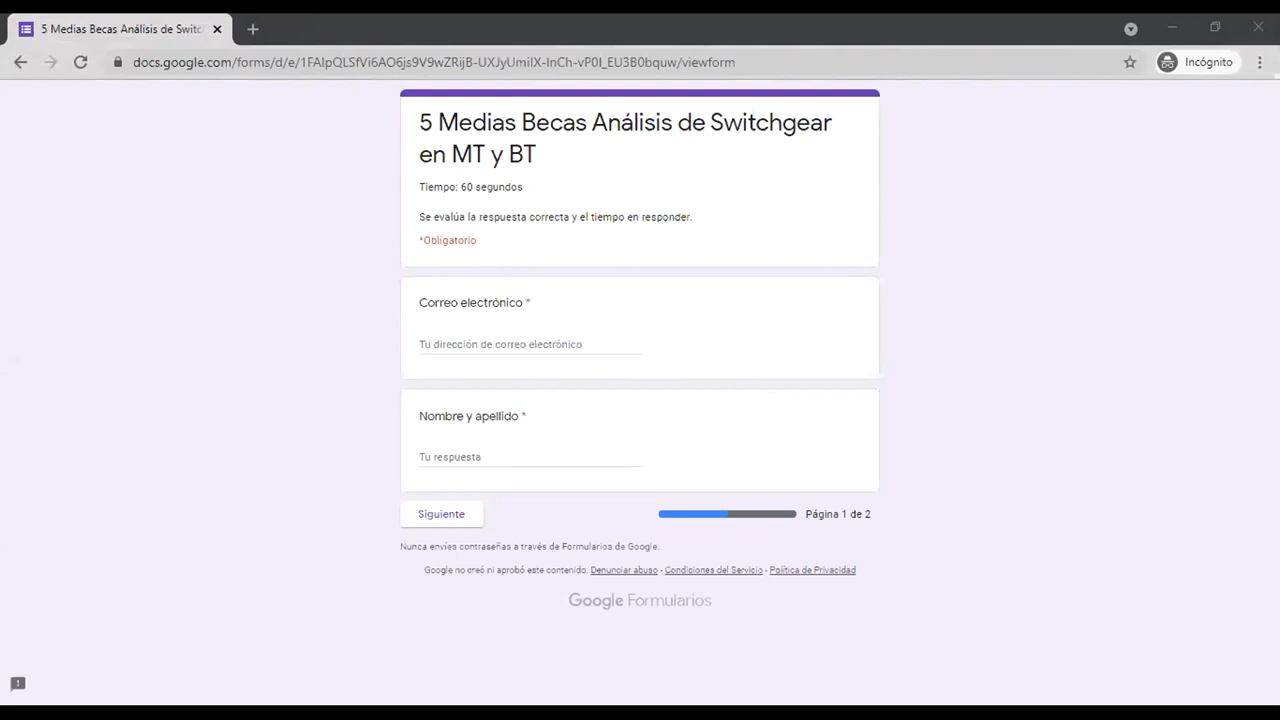 5 Medias Becas Análisis de Switc
docs.google.com/forms/d/e/1FAIpQLSfVi6AO6js9V9wZRijB-UXJyUmiIX-InCh-vP0I_EU3B0bquw/viewform
Incógnito
5 Medias Becas Análisis de Switchgear
en MT y BT
Tiempo: 60 segundos
Se evalúa la respuesta correcta y el tiempo en responder.
*Obligatorio
Correo electrónico *
Tu dirección de correo electrónico
Nombre y apellido *
Tu respuesta
Siguiente
Página 1 de 2
Nunca envíes contraseñas a través de Formularios de Google.
Google no creó ni aprobó este contenido. Denunciar abuso - Condiciones del Servicio - Política de Privacidad
Google Formularios